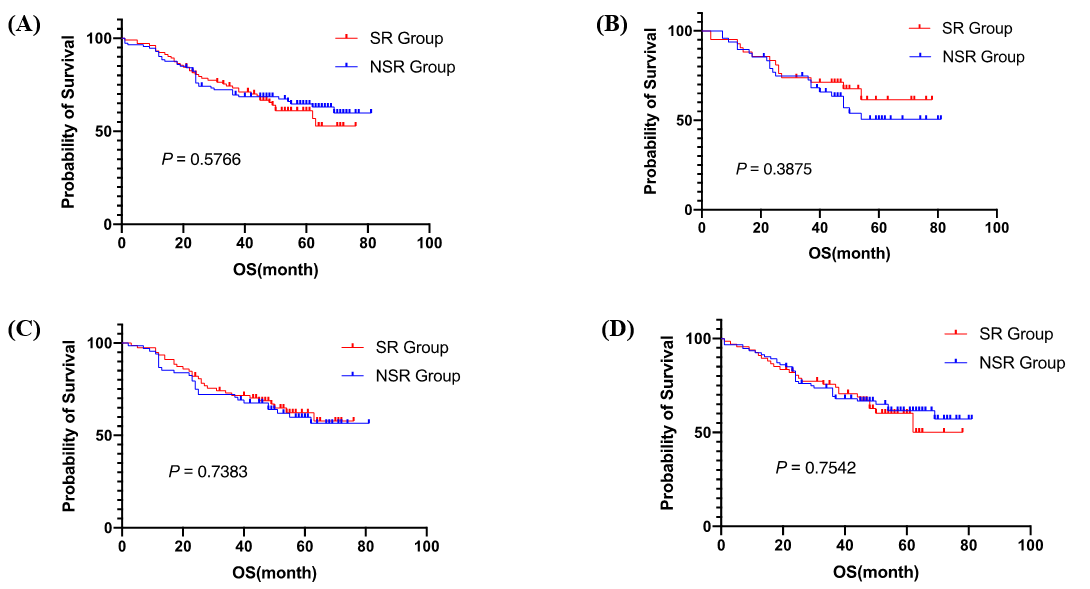 (A)
Probability of Survival
100
50
0
0 20 40 60 80 100
OS(month)
SR Group
NSR Group
P = 0.5766
(B)
Probability of Survival
100
50
0
0 20 40 60 80 100
OS(month)
SR Group
NSR Group
P = 0.3875
(C)
Probability of Survival
100
50
0
0 20 40 60 80 100
OS(month)
SR Group
NSR Group
P = 0.7383
(D)
Probability of Survival
100
50
0
0 20 40 60 80 100
OS(month)
SR Group
NSR Group
P = 0.7542